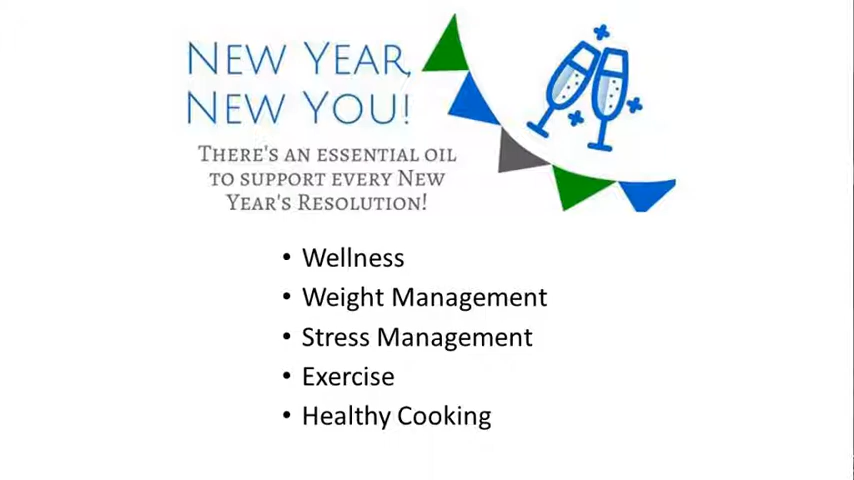 New Year,
New You!
There's an essential oil
to support every New
Year's Resolution!
• Wellness
• Weight Management
• Stress Management
• Exercise
• Healthy Cooking